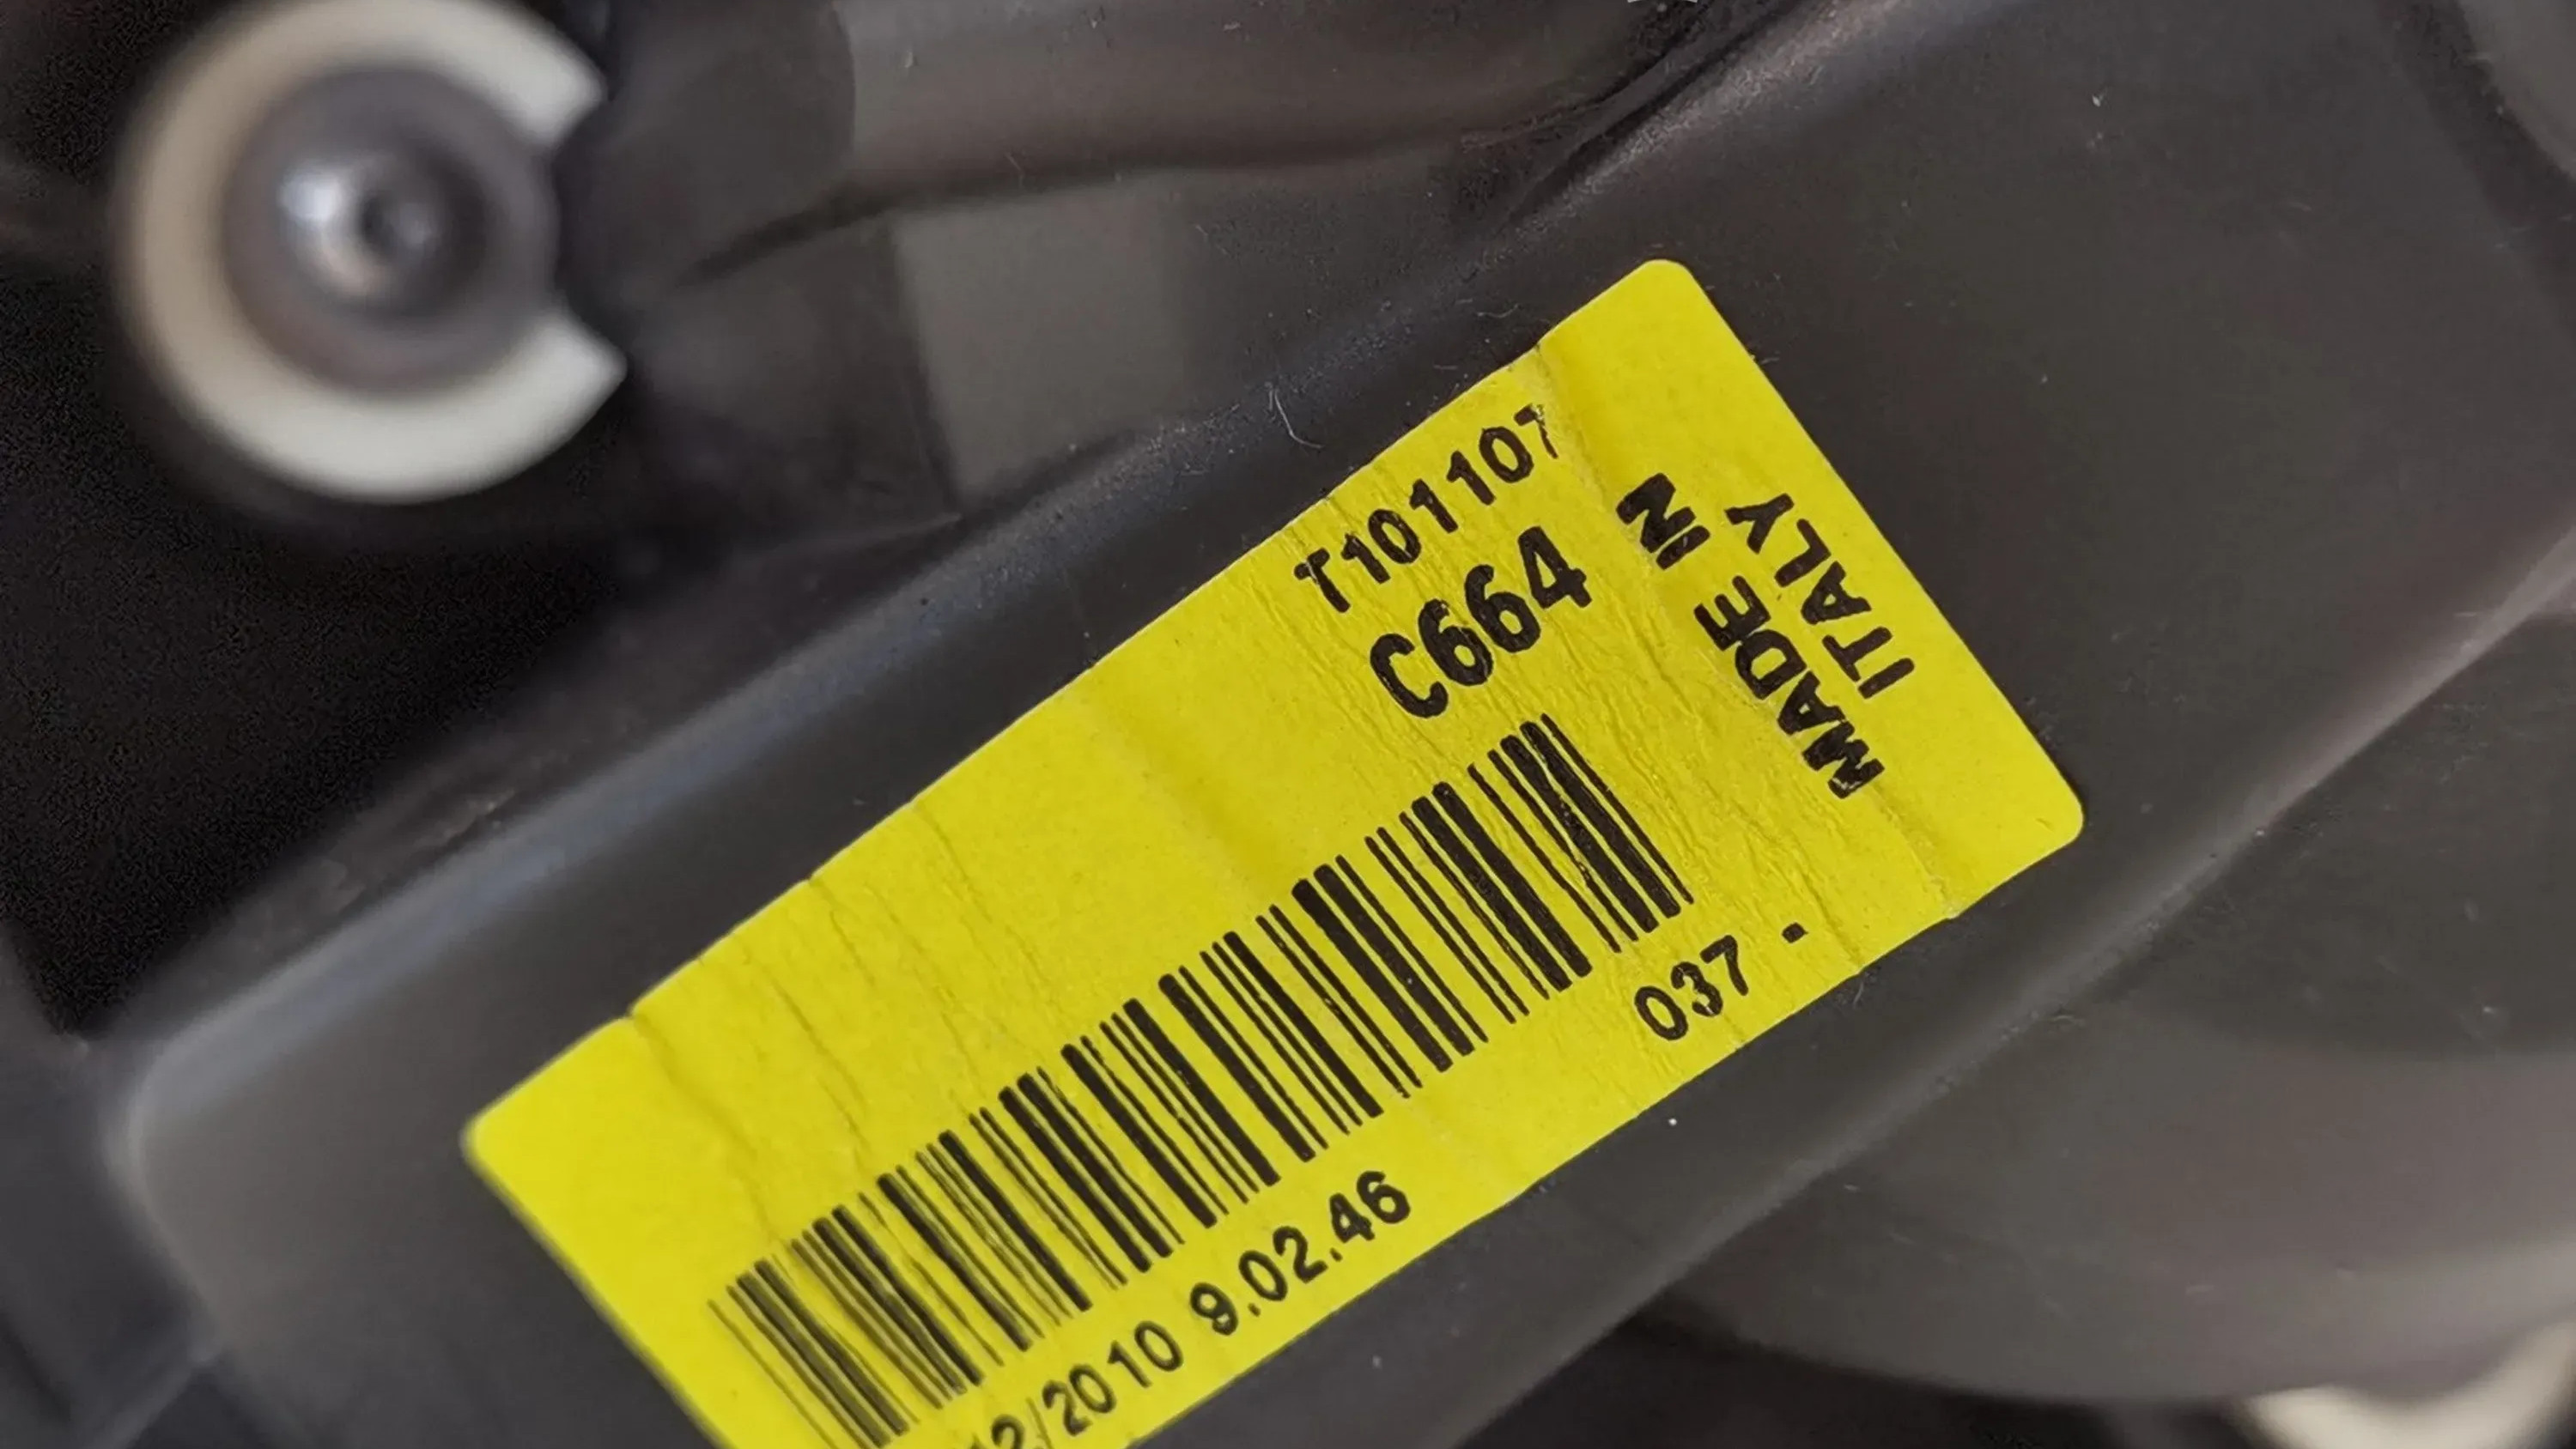 T101107
C664
MADE IN
ITALY
037 -
12/2010 9.02.46